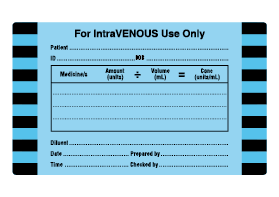 For IntraVENOUS Use Only
Patient
ID DOB
Medicine/s Amount (units) ÷ Volume (mL) = Conc (units/mL)
Diluent
Date Prepared by
Time Checked by